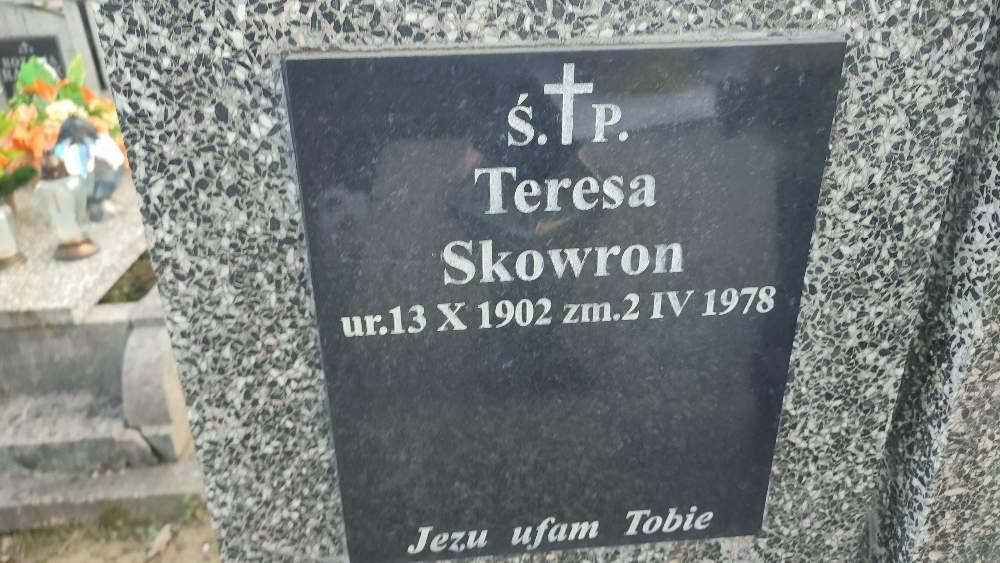 Ś. P.
Teresa
Skowron
ur.13 X 1902 zm.2 IV 1978
Jezu ufam Tobie